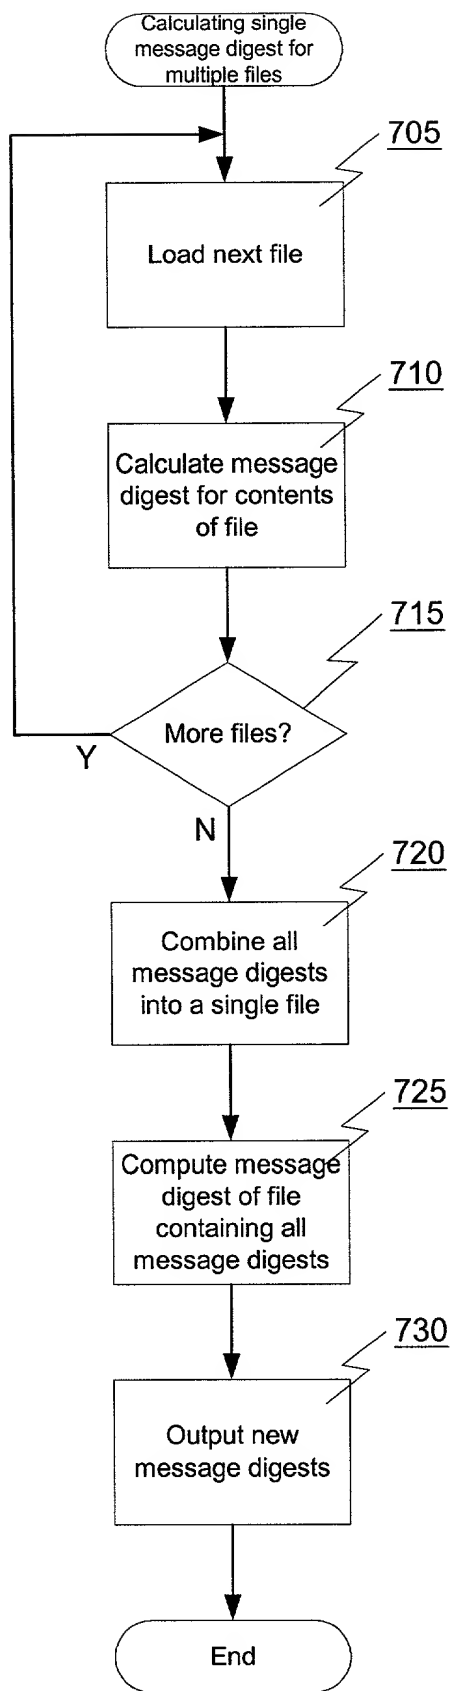 Calculating single
message digest for
multiple files
705
Load next file
710
Calculate message
digest for contents
of file
715
More files?
Y
N
720
Combine all
message digests
into a single file
725
Compute message
digest of file
containing all
message digests
730
Output new
message digests
End